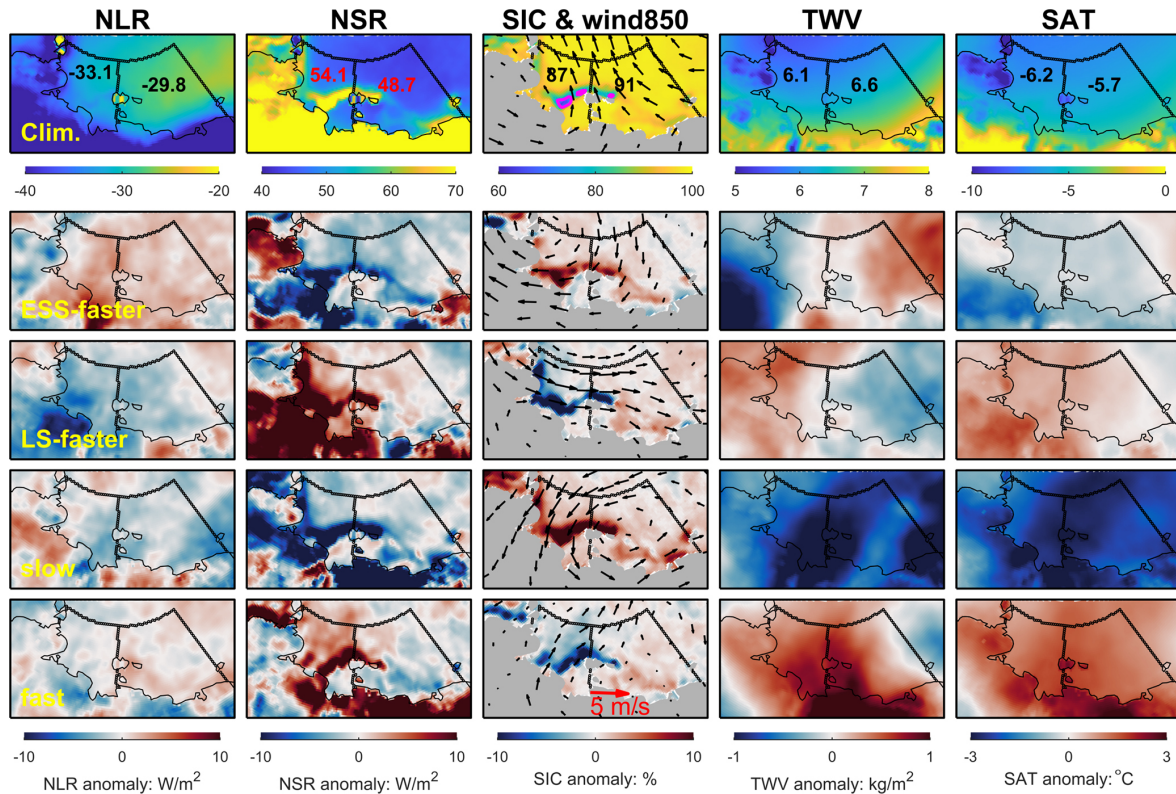 NLR NSR SIC & wind850 TWV SAT
-33.1 -29.8 54.1 48.7 87 91 6.1 6.6 -6.2 -5.7
Clim.
-40 -30 -20 40 50 60 70 60 80 100 5 6 7 8 -10 -5 0
ESS-faster
LS-faster
slow
fast
5 m/s
-10 0 10 -10 0 10 -10 0 10 -1 0 1 -3 0 3
NLR anomaly: W/m² NSR anomaly: W/m² SIC anomaly: % TWV anomaly: kg/m² SAT anomaly: °C